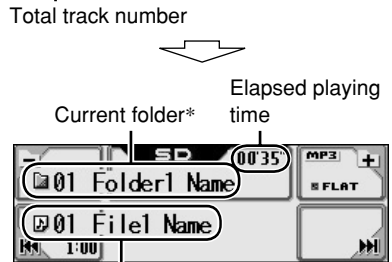 Total track number
Elapsed playing
Current folder* time
SD 00'35" MP3 +
01 Folder1 Name
FLAT
01 File1 Name
1:00